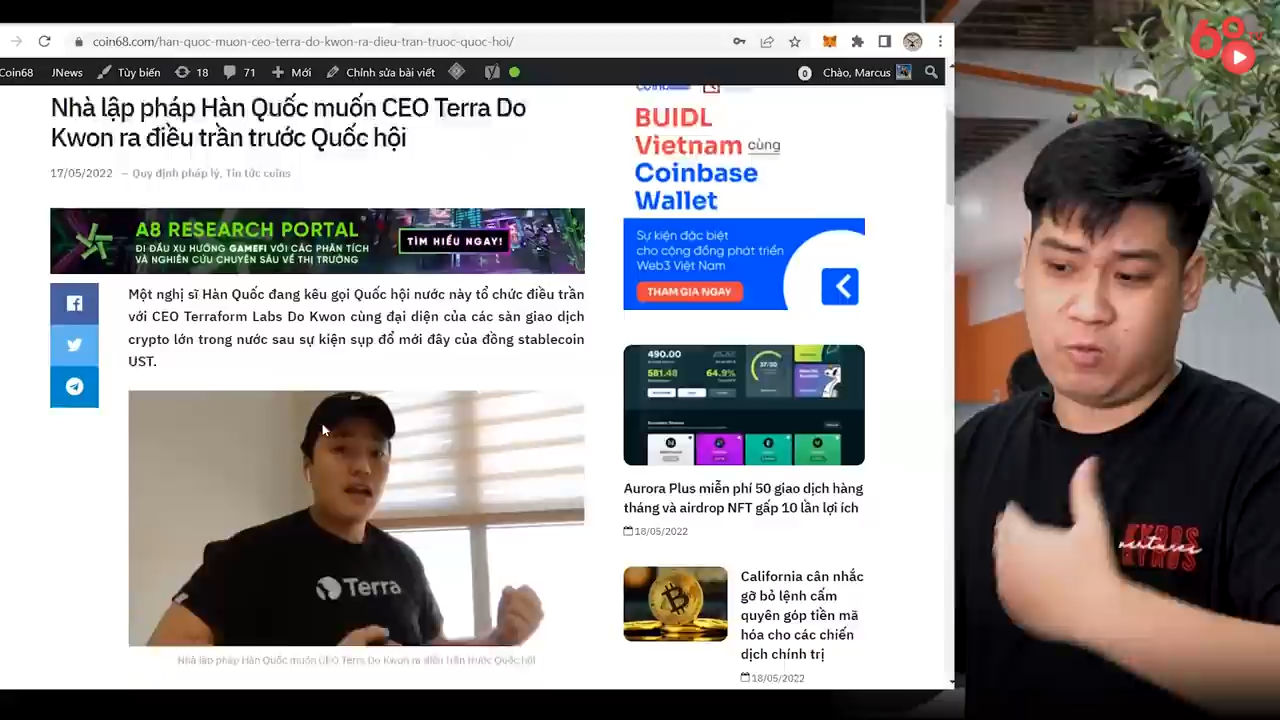 68
TV
coin68.com/han-quoc-muon-ceo-terra-do-kwon-ra-dieu-tran-truoc-quoc-hoi/
Coin68 JNews Tùy biến 18 71 Mới Chỉnh sửa bài viết 0 Chào, Marcus
Nhà lập pháp Hàn Quốc muốn CEO Terra Do
Kwon ra điều trần trước Quốc hội
17/05/2022 — Quy định pháp lý, Tin tức coins
A8 RESEARCH PORTAL
ĐI ĐẦU XU HƯỚNG GAMEFI VỚI CÁC PHÂN TÍCH
VÀ NGHIÊN CỨU CHUYÊN SÂU VỀ THỊ TRƯỜNG
TÌM HIỂU NGAY!
Một nghị sĩ Hàn Quốc đang kêu gọi Quốc hội nước này tổ chức điều trần
với CEO Terraform Labs Do Kwon cùng đại diện của các sàn giao dịch
crypto lớn trong nước sau sự kiện sụp đổ mới đây của đồng stablecoin
UST.
Terra
Nhà lập pháp Hàn Quốc muốn CEO Terra Do Kwon ra điều trần trước Quốc hội
BUIDL
Vietnam cùng
Coinbase
Wallet
Sự kiện đặc biệt
cho cộng đồng phát triển
Web3 Việt Nam
THAM GIA NGAY
490.00
581.48 64.9%
37/50
Aurora Plus miễn phí 50 giao dịch hàng
tháng và airdrop NFT gấp 10 lần lợi ích
18/05/2022
California cân nhắc
gỡ bỏ lệnh cấm
quyên góp tiền mã
hóa cho các chiến
dịch chính trị
18/05/2022
KYROS
ventures